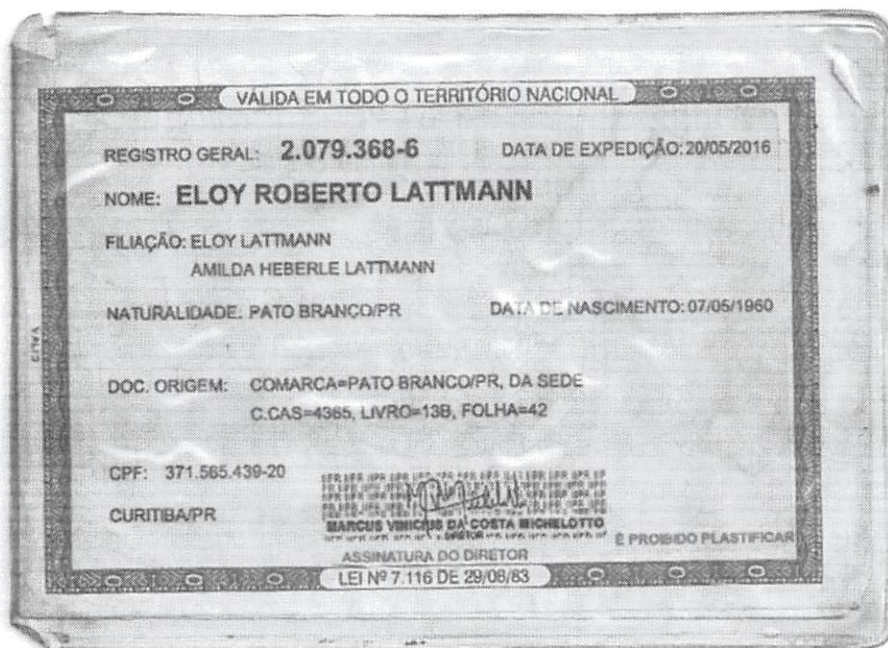 VÁLIDA EM TODO O TERRITÓRIO NACIONAL
REGISTRO GERAL: 2.079.368-6 DATA DE EXPEDIÇÃO: 20/05/2016
NOME: ELOY ROBERTO LATTMANN
FILIAÇÃO: ELOY LATTMANN
AMILDA HEBERLE LATTMANN
NATURALIDADE: PATO BRANCO/PR DATA DE NASCIMENTO: 07/05/1960
DOC. ORIGEM: COMARCA=PATO BRANCO/PR, DA SEDE
C.CAS=4365, LIVRO=13B, FOLHA=42
CPF: 371.565.439-20
CURITIBA/PR
MARCUS VINICIUS DA COSTA MICHELOTTO
DIRETOR
É PROIBIDO PLASTIFICAR
ASSINATURA DO DIRETOR
LEI Nº 7.116 DE 29/08/83